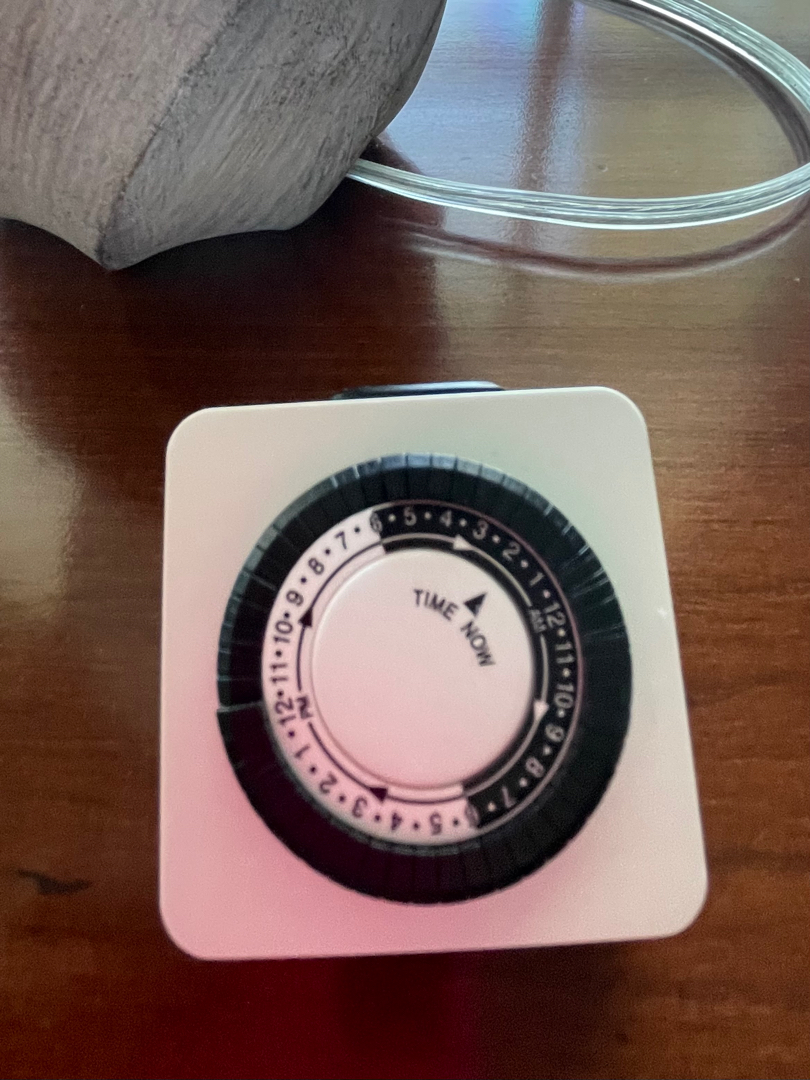 TIME NOW
6 • 5 • 4 • 3 • 2 • 1 • 12 • 11 • 10 • 9 • 8 • 7 • 6 • 5 • 4 • 3 • 2 • 1 • 12 • 11 • 10 • 9 • 8 • 7 •
AM
PM